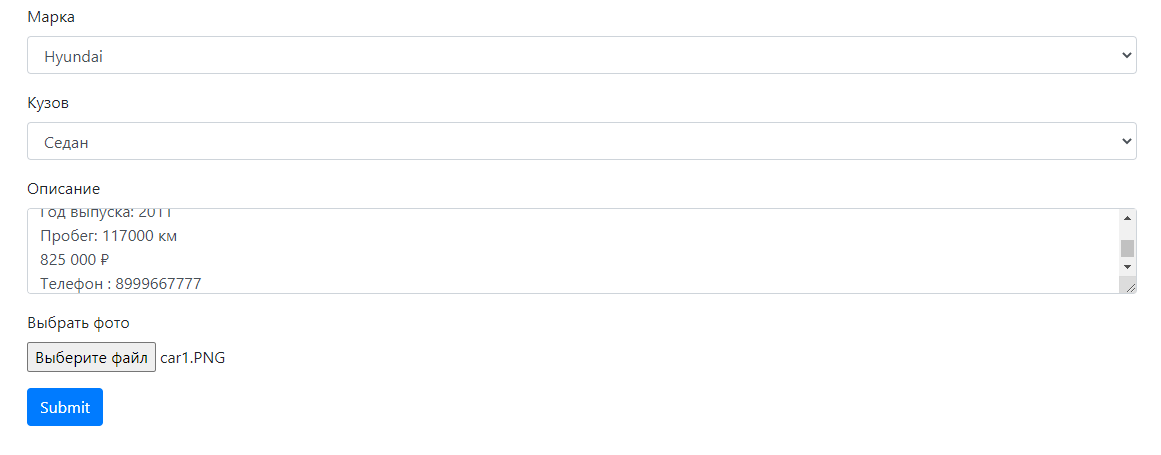 Марка
Hyundai
Кузов
Седан
Описание
Год выпуска: 2011
Пробег: 117000 км
825 000 ₽
Телефон : 8999667777
Выбрать фото
Выберите файл car1.PNG
Submit